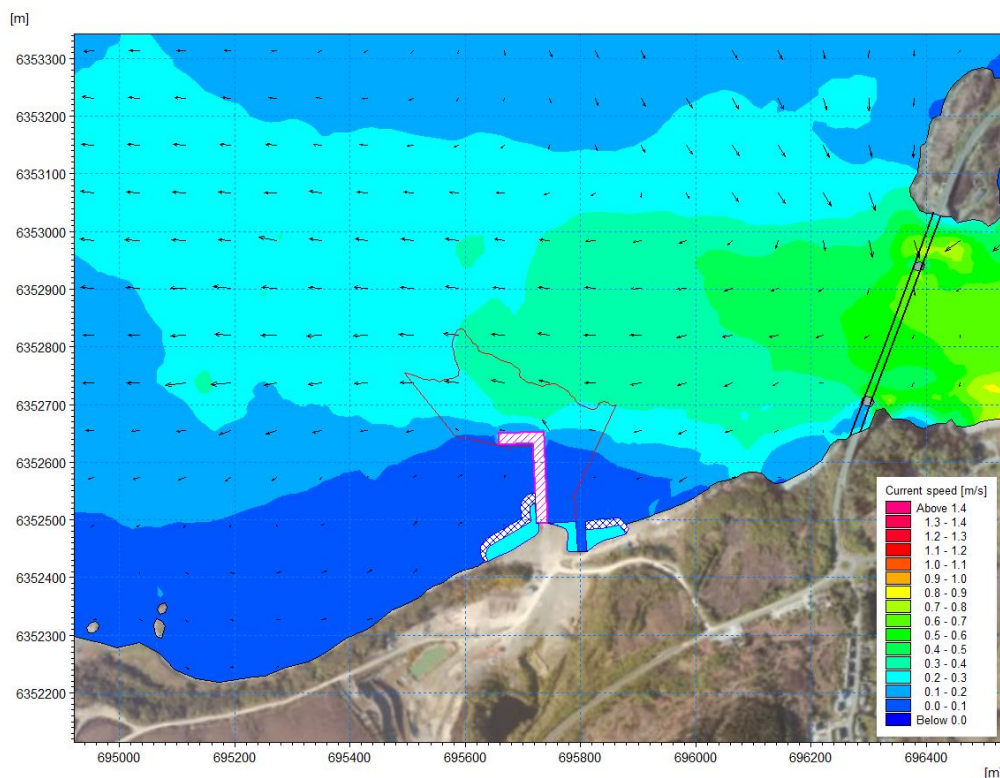 [m]
6353300
6353200
6353100
6353000
6352900
6352800
6352700
6352600
6352500
6352400
6352300
6352200
695000
695200
695400
695600
695800
696000
696200
696400
[m]
Current speed [m/s]
Above 1.4
1.3 - 1.4
1.2 - 1.3
1.1 - 1.2
1.0 - 1.1
0.9 - 1.0
0.8 - 0.9
0.7 - 0.8
0.6 - 0.7
0.5 - 0.6
0.4 - 0.5
0.3 - 0.4
0.2 - 0.3
0.1 - 0.2
0.0 - 0.1
Below 0.0